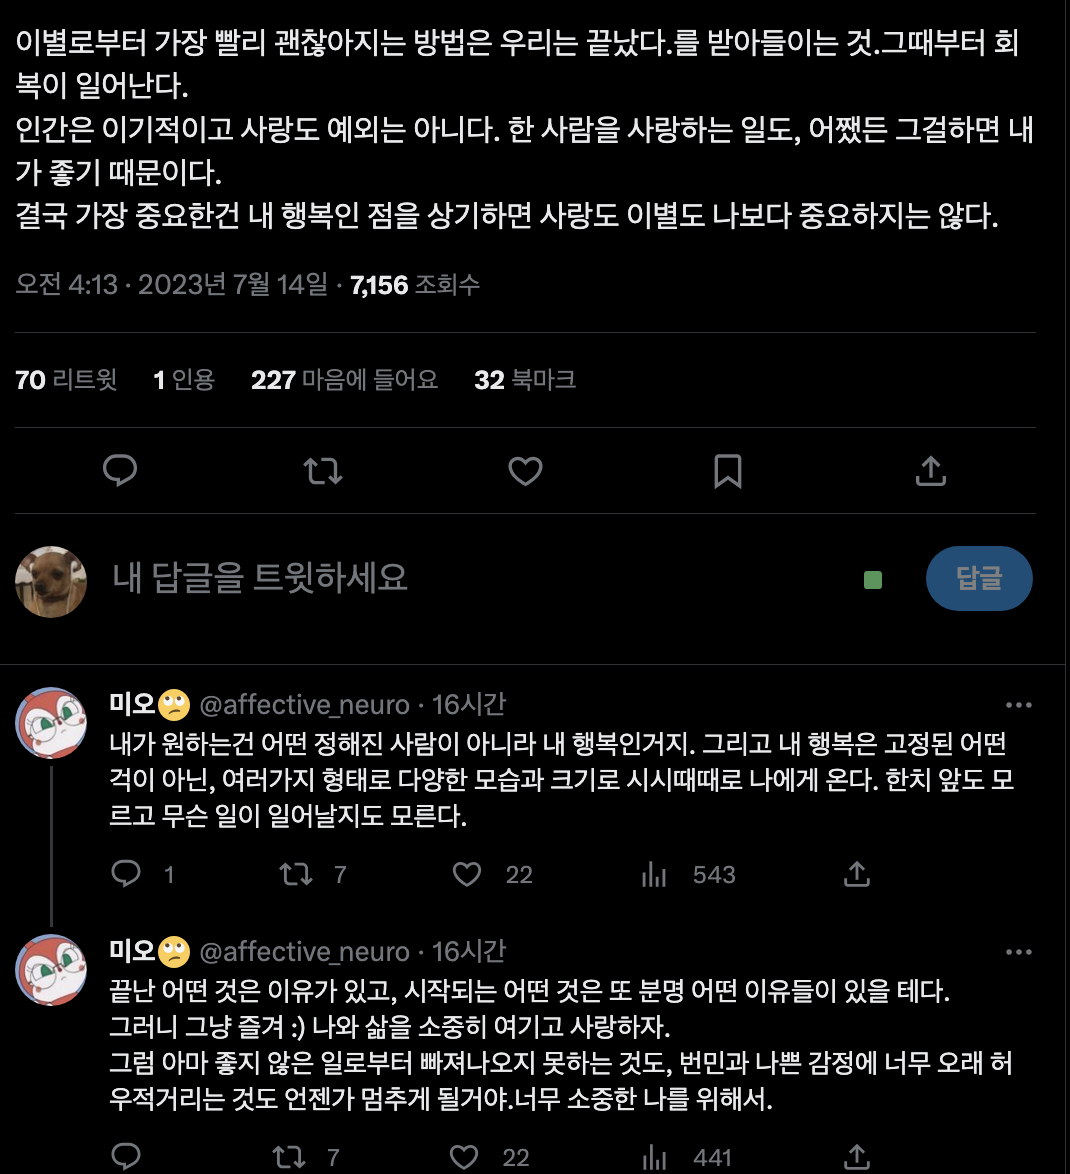 이별로부터 가장 빨리 괜찮아지는 방법은 우리는 끝났다.를 받아들이는 것.그때부터 회
복이 일어난다.
인간은 이기적이고 사랑도 예외는 아니다. 한 사람을 사랑하는 일도, 어쨌든 그걸하면 내
가 좋기 때문이다.
결국 가장 중요한건 내 행복인 점을 상기하면 사랑도 이별도 나보다 중요하지는 않다.
오전 4:13 · 2023년 7월 14일 · 7,156 조회수
70 리트윗 1 인용 227 마음에 들어요 32 북마크
내 답글을 트윗하세요
답글
미오🙄 @affective_neuro · 16시간
내가 원하는건 어떤 정해진 사람이 아니라 내 행복인거지. 그리고 내 행복은 고정된 어떤
걱이 아닌, 여러가지 형태로 다양한 모습과 크기로 시시때때로 나에게 온다. 한치 앞도 모
르고 무슨 일이 일어날지도 모른다.
1 7 22 543
미오🙄 @affective_neuro · 16시간
끝난 어떤 것은 이유가 있고, 시작되는 어떤 것은 또 분명 어떤 이유들이 있을 테다.
그러니 그냥 즐겨 :) 나와 삶을 소중히 여기고 사랑하자.
그럼 아마 좋지 않은 일로부터 빠져나오지 못하는 것도, 번민과 나쁜 감정에 너무 오래 허
우적거리는 것도 언젠가 멈추게 될거야.너무 소중한 나를 위해서.
7 22 441